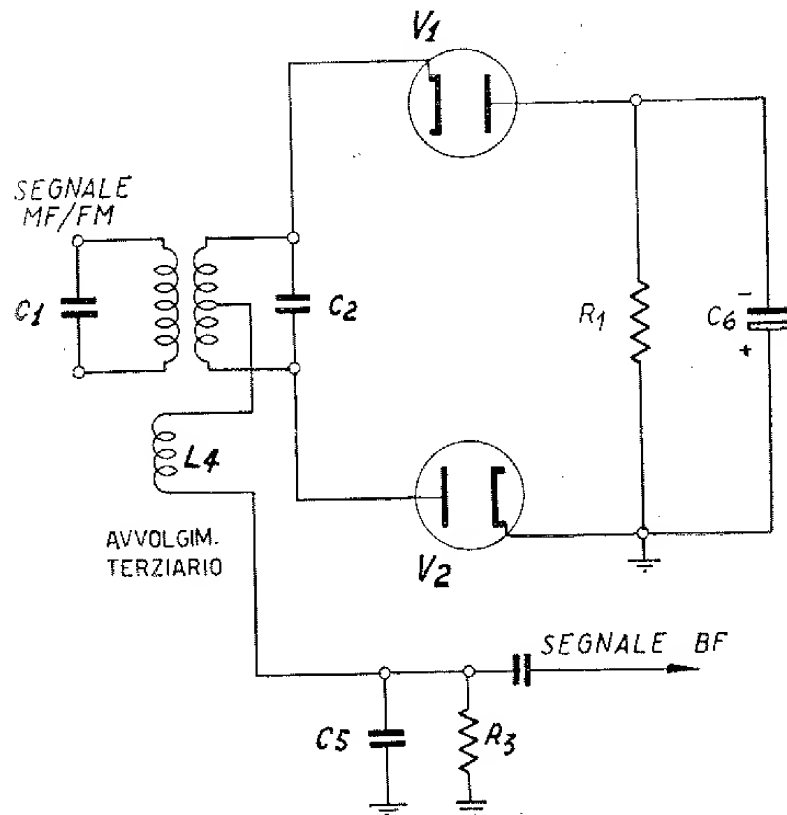 V1
SEGNALE
MF/FM
C1
C2
R1
C6
-
+
L4
AVVOLGIM.
TERZIARIO
V2
SEGNALE BF
C5
R3